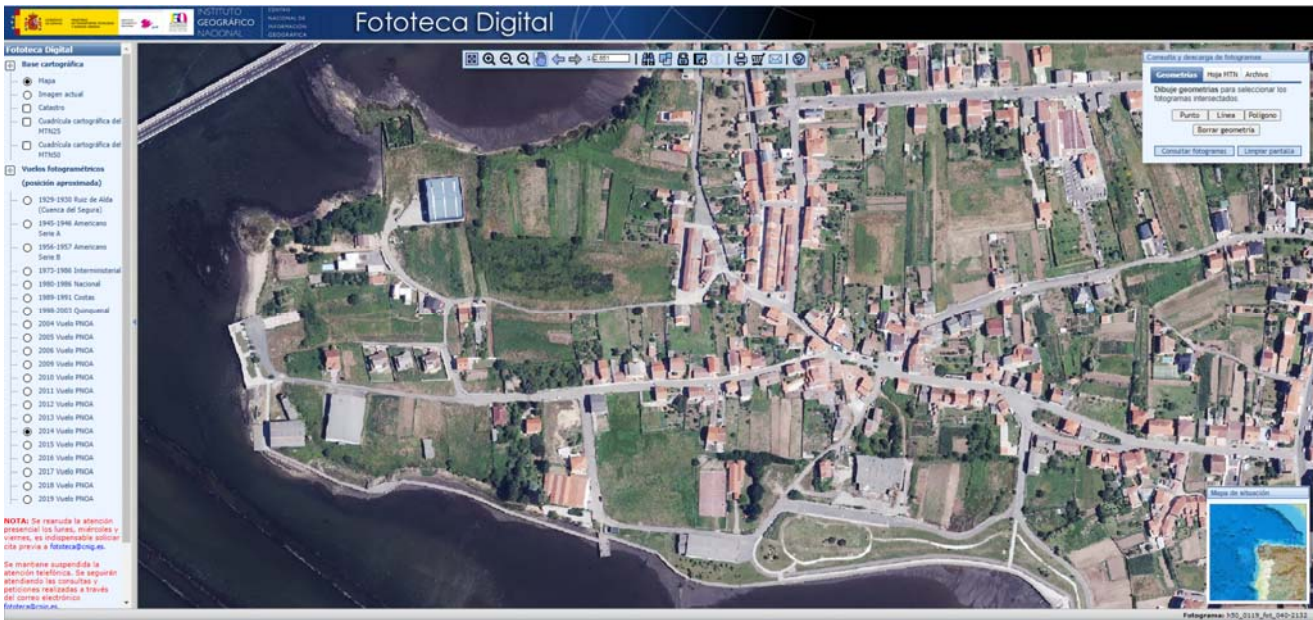 INSTITUTO
GEOGRÁFICO
NACIONAL
CENTRO
NACIONAL DE
INFORMACIÓN
GEOGRÁFICA
Fototeca Digital
Fototeca Digital
Base cartográfica
Mapa
Imagen actual
Catastro
Cuadrícula cartográfica del
MTN25
Cuadrícula cartográfica del
MTN50
Vuelos fotogramétricos
(posición aproximada)
1929-1930 Ruiz de Alda
(Cuenca del Segura)
1945-1946 Americano
Serie A
1956-1957 Americano
Serie B
1973-1986 Interministerial
1980-1986 Nacional
1989-1991 Costas
1998-2003 Quinquenal
2004 Vuelo PNOA
2005 Vuelo PNOA
2006 Vuelo PNOA
2009 Vuelo PNOA
2010 Vuelo PNOA
2011 Vuelo PNOA
2012 Vuelo PNOA
2013 Vuelo PNOA
2014 Vuelo PNOA
2015 Vuelo PNOA
2016 Vuelo PNOA
2017 Vuelo PNOA
2018 Vuelo PNOA
2019 Vuelo PNOA
NOTA: Se reanuda la atención
presencial los lunes, miércoles y
viernes, es indispensable solicitar
cita previa a fototeca@cnig.es.
Se mantiene suspendida la
atención telefónica. Se seguirán
atendiendo las consultas y
peticiones realizadas a través
del correo electrónico
fototeca@cnig.es.
Consulta y descarga de fotogramas
Geometrías Hoja MTN Archivo
Dibuje geometrías para seleccionar los
fotogramas intersectados.
Punto Línea Polígono
Borrar geometría
Consultar fotogramas Limpiar pantalla
Mapa de situación
Fotograma: h50_0119_fot_040-2132